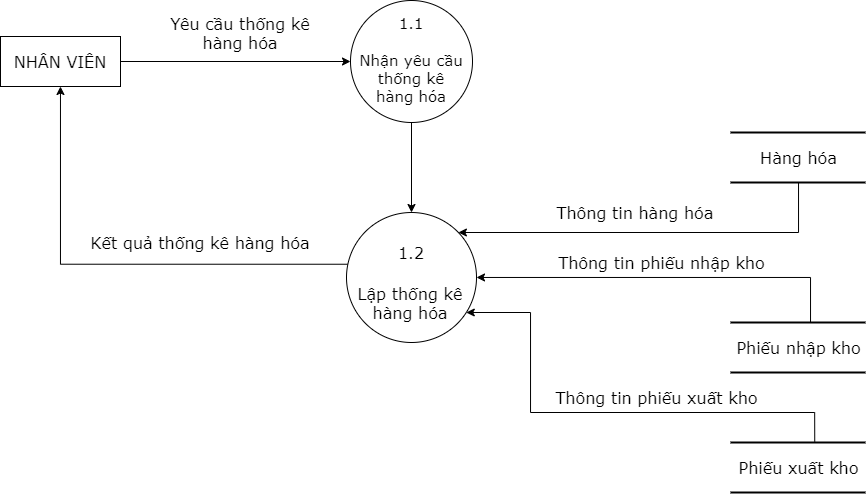 Yêu cầu thống kê
hàng hóa
1.1
NHÂN VIÊN
Nhận yêu cầu
thống kê
hàng hóa
Hàng hóa
Thông tin hàng hóa
Kết quả thống kê hàng hóa
1.2
Thông tin phiếu nhập kho
Lập thống kê
hàng hóa
Phiếu nhập kho
Thông tin phiếu xuất kho
Phiếu xuất kho